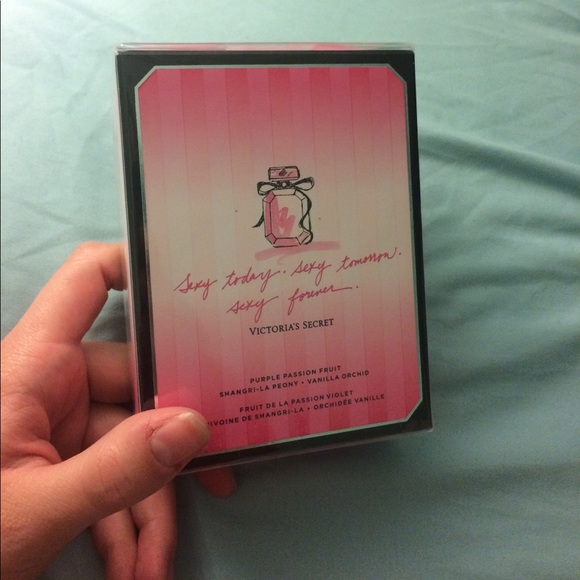 Sexy today. sexy tomorrow.
sexy forever.
VICTORIA'S SECRET
PURPLE PASSION FRUIT
SHANGRI-LA PEONY • VANILLA ORCHID
FRUIT DE LA PASSION VIOLET
IVOINE DE SHANGRI-LA • ORCHIDÉE VANILLE